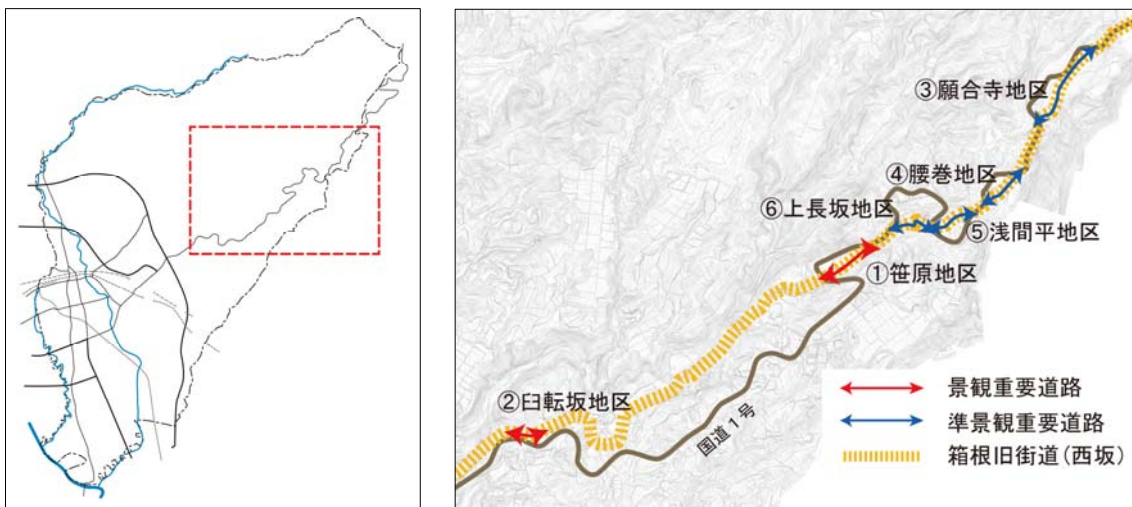 ③願合寺地区
④腰巻地区
⑥上長坂地区
⑤浅間平地区
①笹原地区
②臼転坂地区
国道1号
景観重要道路
準景観重要道路
箱根旧街道(西坂)